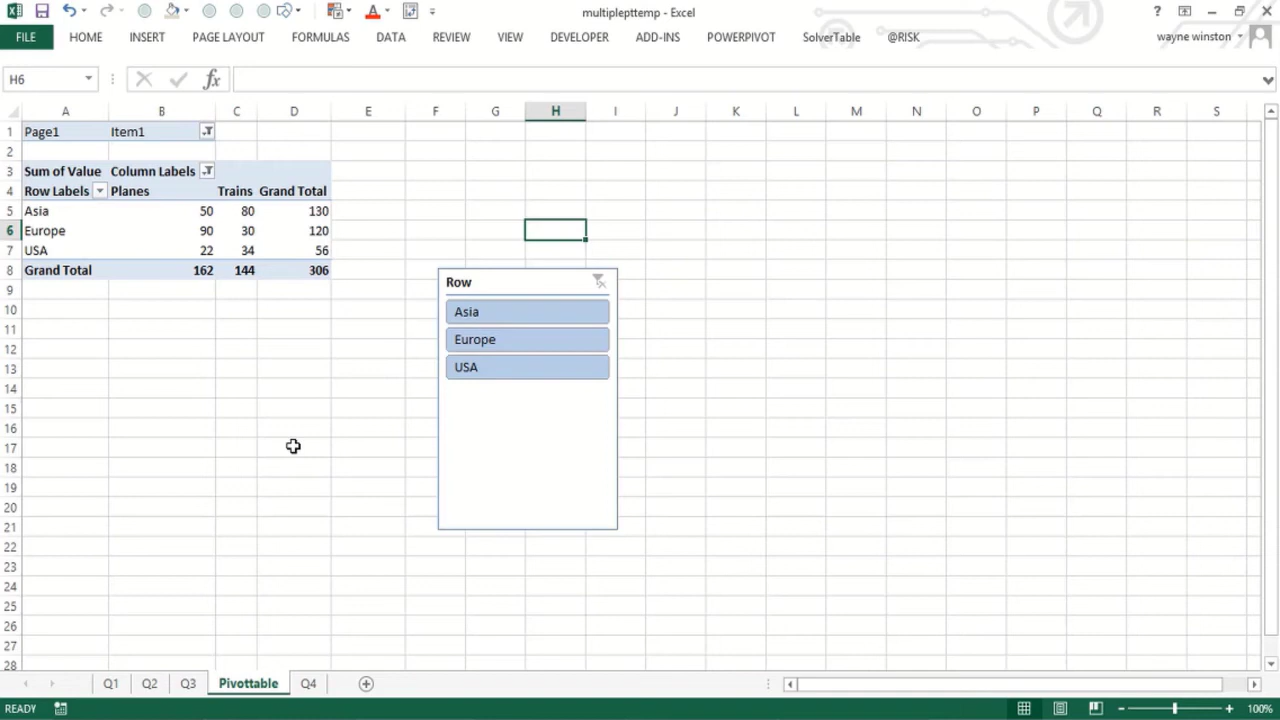 multiplepttemp - Excel
?
FILE HOME INSERT PAGE LAYOUT FORMULAS DATA REVIEW VIEW DEVELOPER ADD-INS POWERPIVOT SolverTable @RISK wayne winston
H6 fx
A B C D E F G H I J K L M N O P Q R S
1 Page1 Item1
2
3 Sum of Value Column Labels
4 Row Labels Planes Trains Grand Total
5 Asia 50 80 130
6 Europe 90 30 120
7 USA 22 34 56
8 Grand Total 162 144 306
9 Row
10 Asia
11
12 Europe
13 USA
14
15
16
17
18
19
20
21
22
23
24
25
26
27
28
Q1 Q2 Q3 Pivottable Q4
READY 100%